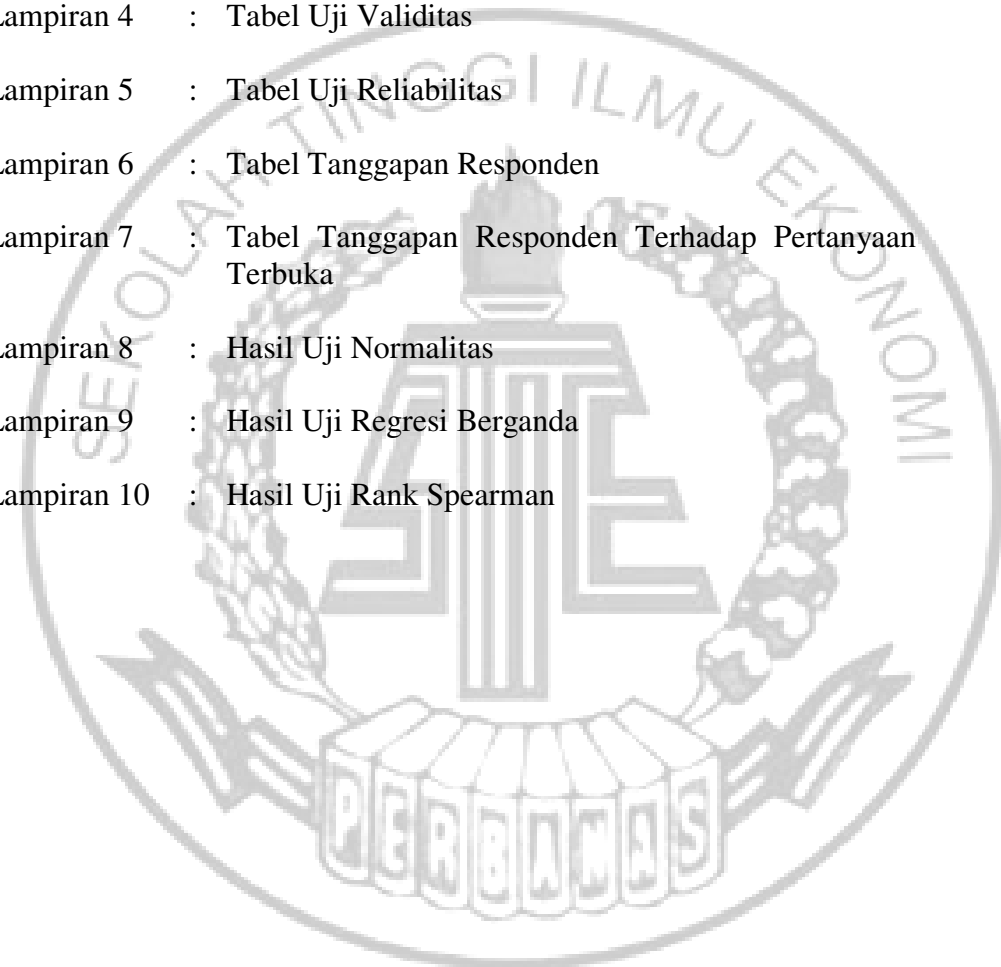 Lampiran 4 : Tabel Uji Validitas
Lampiran 5 : Tabel Uji Reliabilitas
Lampiran 6 : Tabel Tanggapan Responden
Lampiran 7 : Tabel Tanggapan Responden Terhadap Pertanyaan
Terbuka
Lampiran 8 : Hasil Uji Normalitas
Lampiran 9 : Hasil Uji Regresi Berganda
Lampiran 10 : Hasil Uji Rank Spearman
SEKOLAH TINGGI ILMU EKONOMI
STIE
PERBANAS